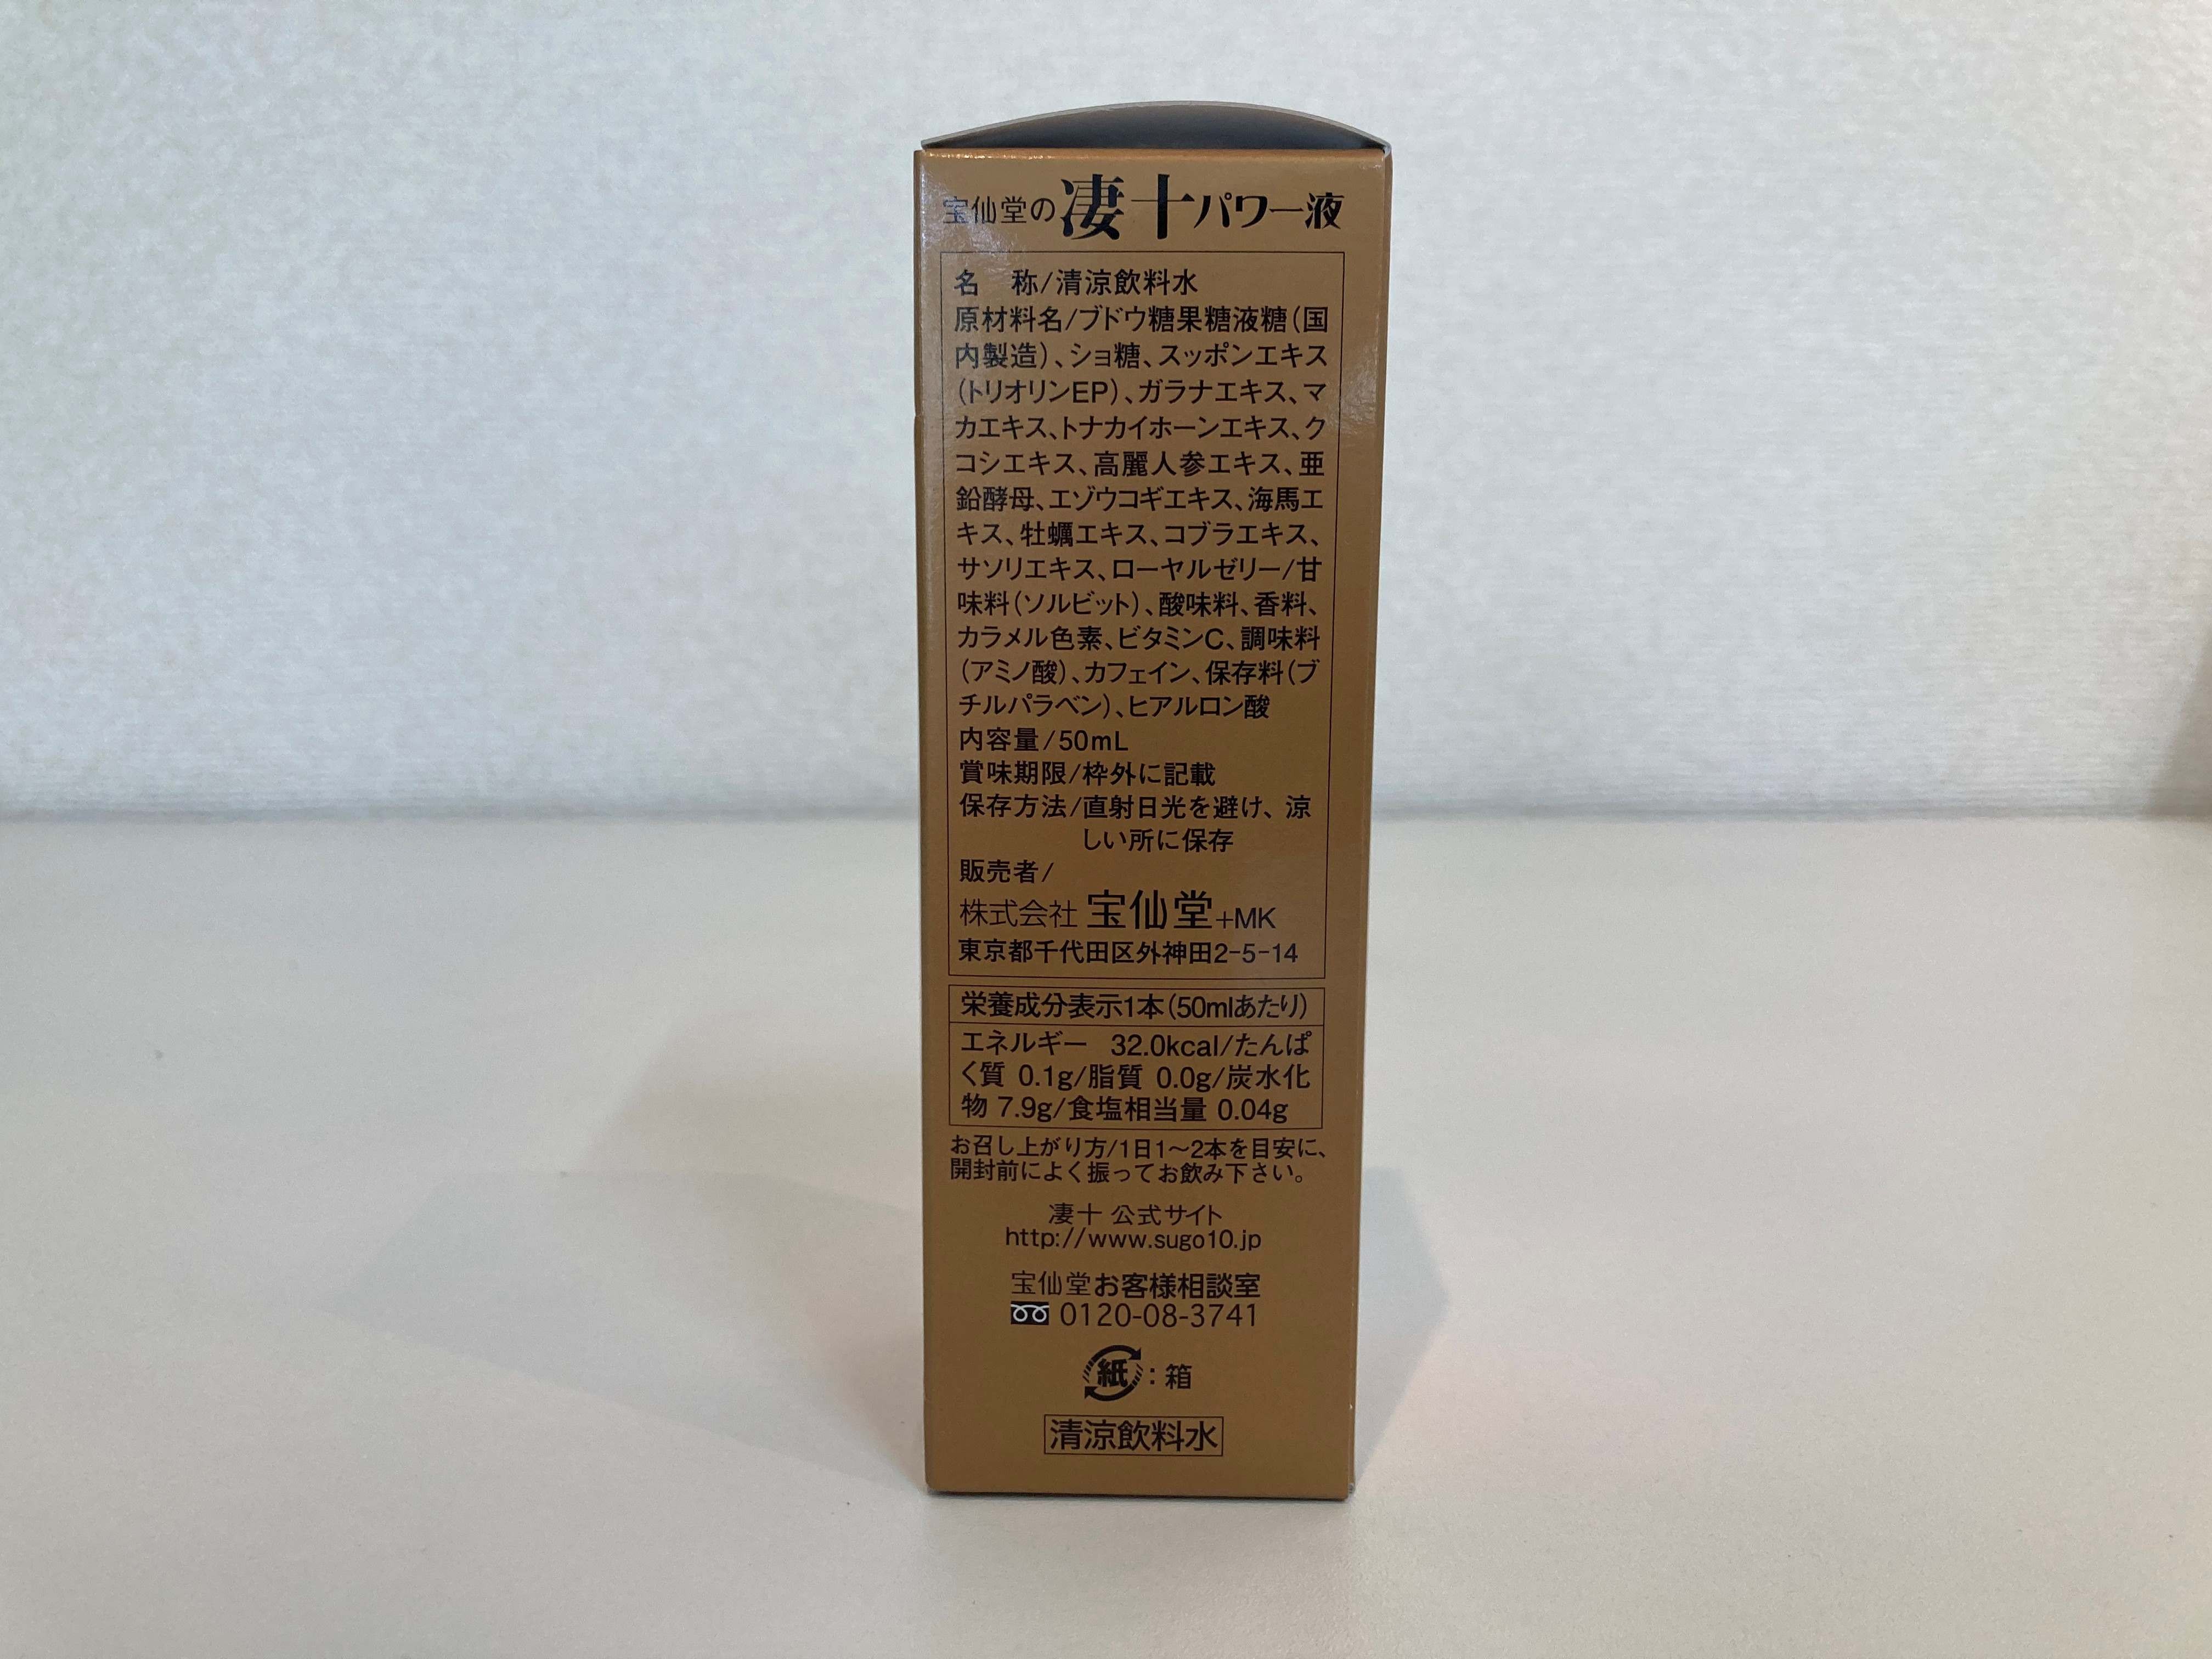 宝仙堂の凄十パワー液
名　称/清涼飲料水
原材料名/ブドウ糖果糖液糖(国
内製造)、ショ糖、スッポンエキス
(トリオリンEP)、ガラナエキス、マ
カエキス、トナカイホーンエキス、ク
コシエキス、高麗人参エキス、亜
鉛酵母、エゾウコギエキス、海馬エ
キス、牡蠣エキス、コブラエキス、
サソリエキス、ローヤルゼリー/甘
味料(ソルビット)、酸味料、香料、
カラメル色素、ビタミンC、調味料
(アミノ酸)、カフェイン、保存料(ブ
チルパラベン)、ヒアルロン酸
内容量/50mL
賞味期限/枠外に記載
保存方法/直射日光を避け、涼
しい所に保存
販売者/
株式会社 宝仙堂+MK
東京都千代田区外神田2-5-14
栄養成分表示1本(50mlあたり)
エネルギー 32.0kcal/たんぱ
く質 0.1g/脂質 0.0g/炭水化
物 7.9g/食塩相当量 0.04g
お召し上がり方/1日1〜2本を目安に、
開封前によく振ってお飲み下さい。
凄十 公式サイト
http://www.sugo10.jp
宝仙堂お客様相談室
0120-08-3741
紙：箱
清涼飲料水